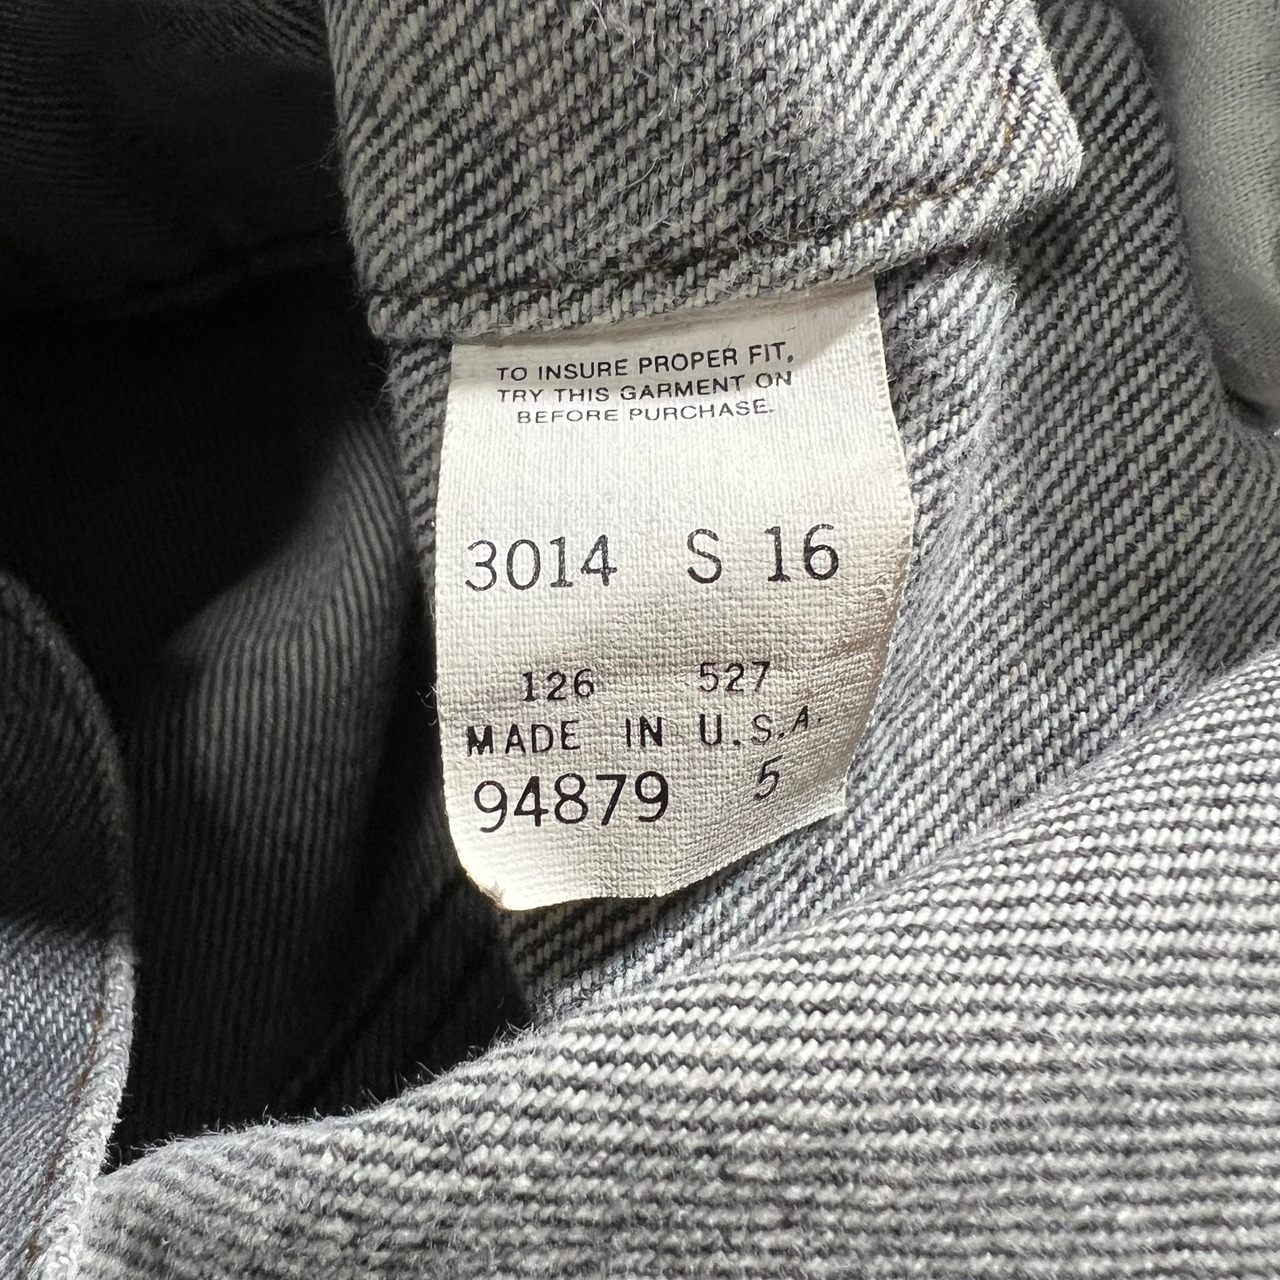 TO INSURE PROPER FIT,
TRY THIS GARMENT ON
BEFORE PURCHASE.
3014 S 16
126 527
MADE IN U.S.A.
94879 5